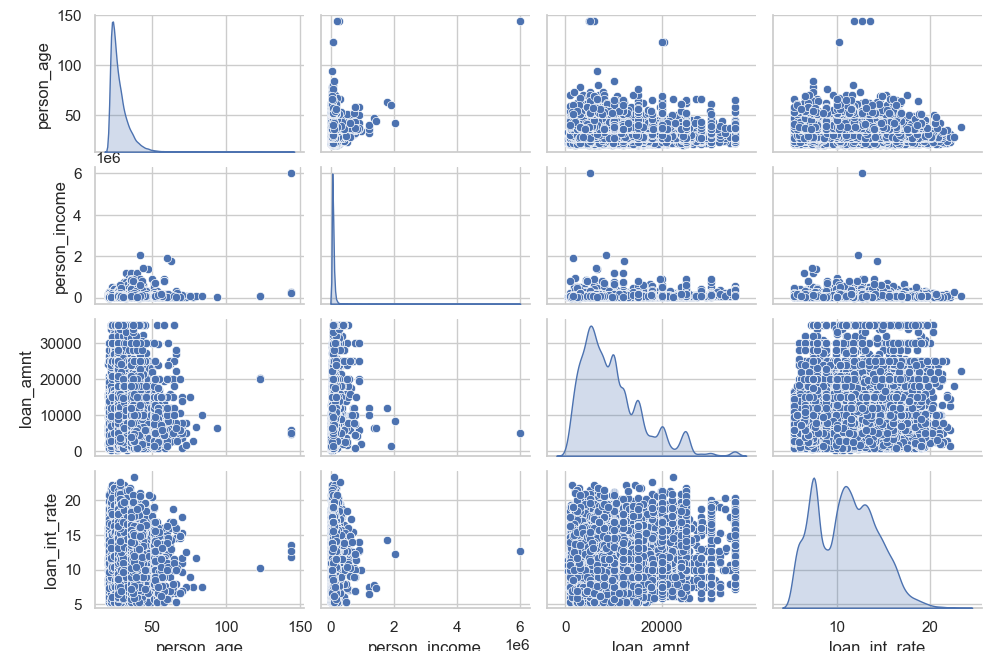 person_age
150
100
50
1e6
person_income
6
4
2
0
loan_amnt
30000
20000
10000
0
loan_int_rate
20
15
10
5
50 100 150
0 2 4 6
0 20000
10 20
1e6
person_age person_income loan_amnt loan_int_rate